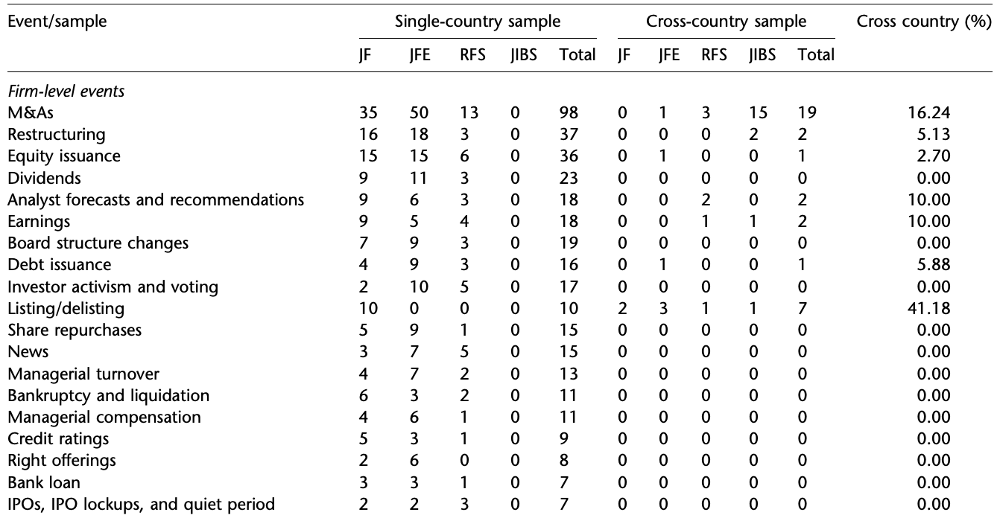 Event/sample Single-country sample Cross-country sample Cross country (%)
JF JFE RFS JIBS Total JF JFE RFS JIBS Total
Firm-level events
M&As 35 50 13 0 98 0 1 3 15 19 16.24
Restructuring 16 18 3 0 37 0 0 0 2 2 5.13
Equity issuance 15 15 6 0 36 0 1 0 0 1 2.70
Dividends 9 11 3 0 23 0 0 0 0 0 0.00
Analyst forecasts and recommendations 9 6 3 0 18 0 0 2 0 2 10.00
Earnings 9 5 4 0 18 0 0 1 1 2 10.00
Board structure changes 7 9 3 0 19 0 0 0 0 0 0.00
Debt issuance 4 9 3 0 16 0 1 0 0 1 5.88
Investor activism and voting 2 10 5 0 17 0 0 0 0 0 0.00
Listing/delisting 10 0 0 0 10 2 3 1 1 7 41.18
Share repurchases 5 9 1 0 15 0 0 0 0 0 0.00
News 3 7 5 0 15 0 0 0 0 0 0.00
Managerial turnover 4 7 2 0 13 0 0 0 0 0 0.00
Bankruptcy and liquidation 6 3 2 0 11 0 0 0 0 0 0.00
Managerial compensation 4 6 1 0 11 0 0 0 0 0 0.00
Credit ratings 5 3 1 0 9 0 0 0 0 0 0.00
Right offerings 2 6 0 0 8 0 0 0 0 0 0.00
Bank loan 3 3 1 0 7 0 0 0 0 0 0.00
IPOs, IPO lockups, and quiet period 2 2 3 0 7 0 0 0 0 0 0.00